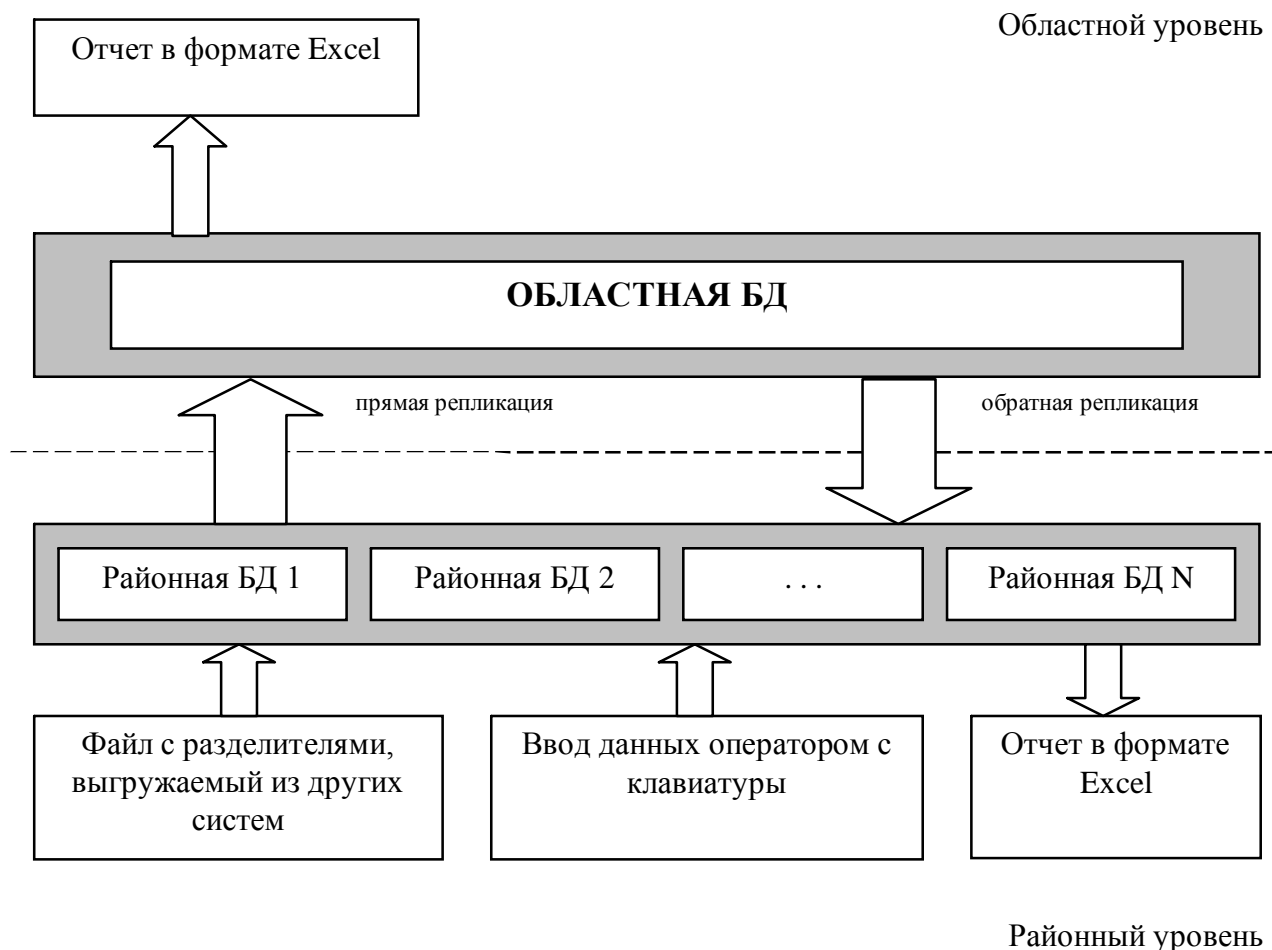 Областной уровень
Отчет в формате Excel
ОБЛАСТНАЯ БД
прямая репликация
обратная репликация
Районная БД 1
Районная БД 2
. . .
Районная БД N
Файл с разделителями,
выгружаемый из других
систем
Ввод данных оператором с
клавиатуры
Отчет в формате
Excel
Районный уровень